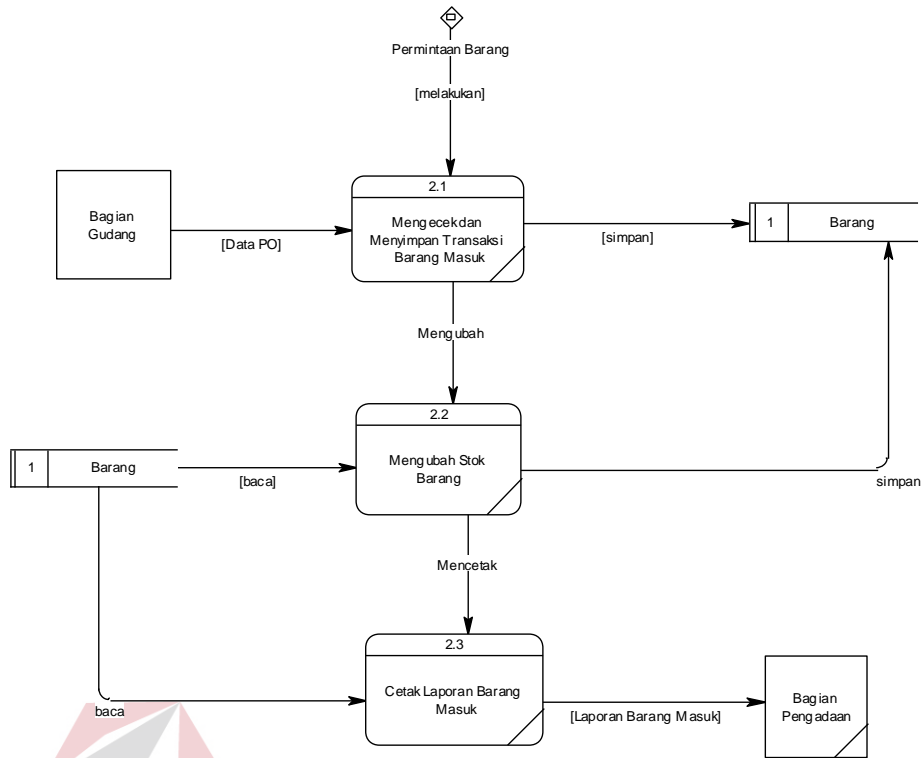 Permintaan Barang
[melakukan]
2.1
Mengecek dan
Menyimpan Transaksi
Barang Masuk
Bagian
Gudang
[Data PO]
[simpan]
1
Barang
Mengubah
2.2
Mengubah Stok
Barang
1
Barang
[baca]
simpan
Mencetak
2.3
Cetak Laporan Barang
Masuk
baca
[Laporan Barang Masuk]
Bagian
Pengadaan